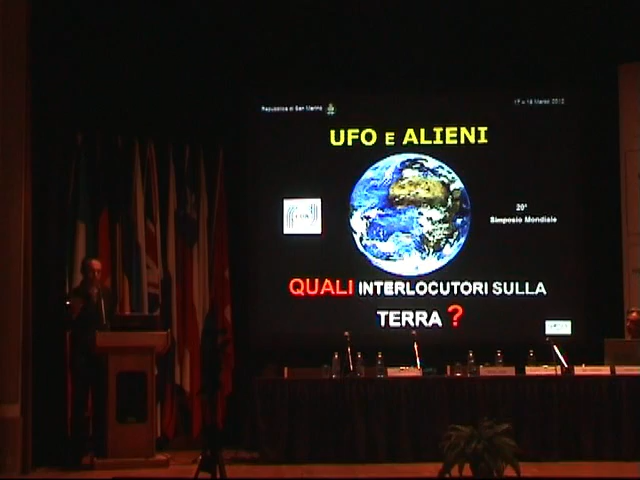 Repubblica di San Marino
17 e 18 Marzo 2012
UFO E ALIENI
20°
Simposio Mondiale
QUALI INTERLOCUTORI SULLA
TERRA ?